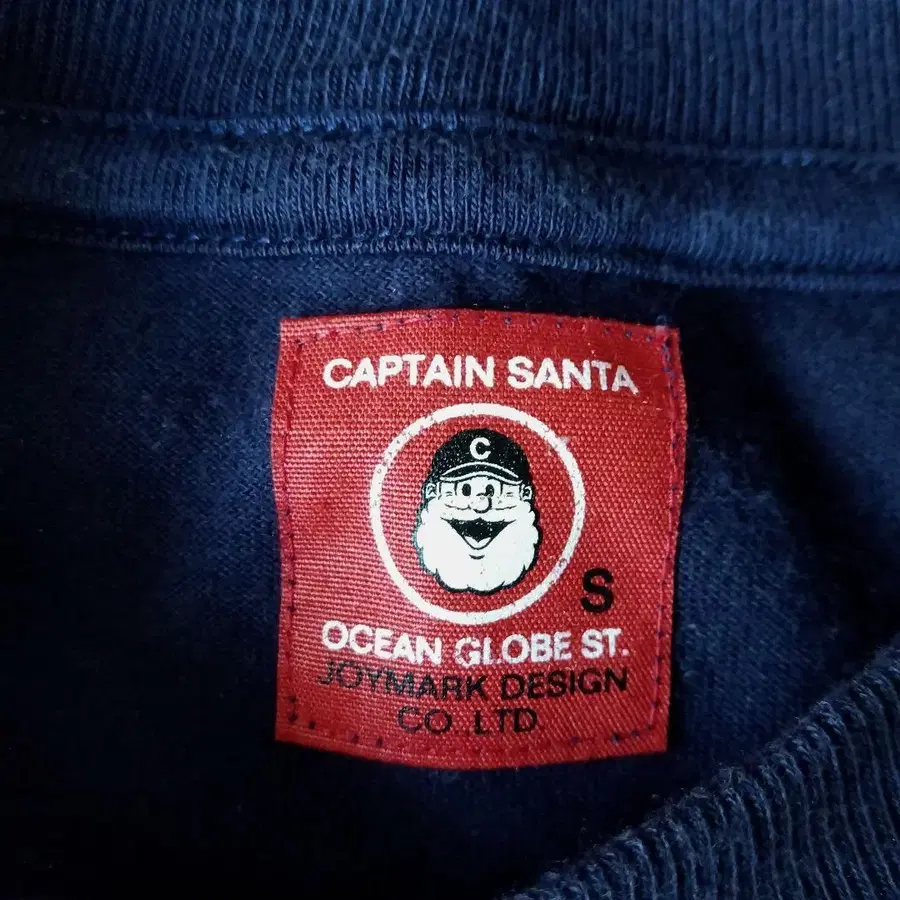 CAPTAIN SANTA
C
S
OCEAN GLOBE ST.
JOYMARK DESIGN
CO.LTD